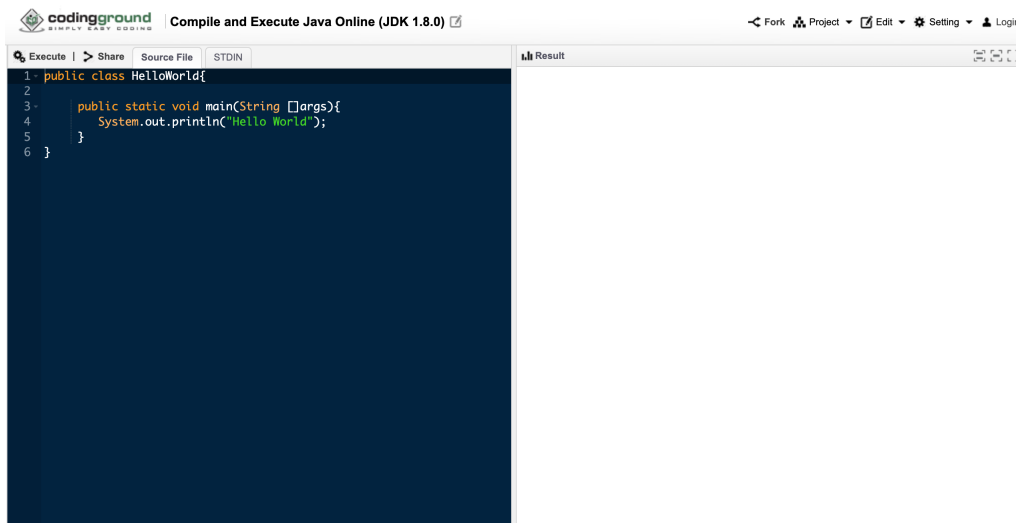 codingground
SIMPLY EASY CODING
Compile and Execute Java Online (JDK 1.8.0)
Fork Project Edit Setting Login
Execute | Share Source File STDIN
Result
1 public class HelloWorld{
2
3 public static void main(String []args){
4 System.out.println("Hello World");
5 }
6 }